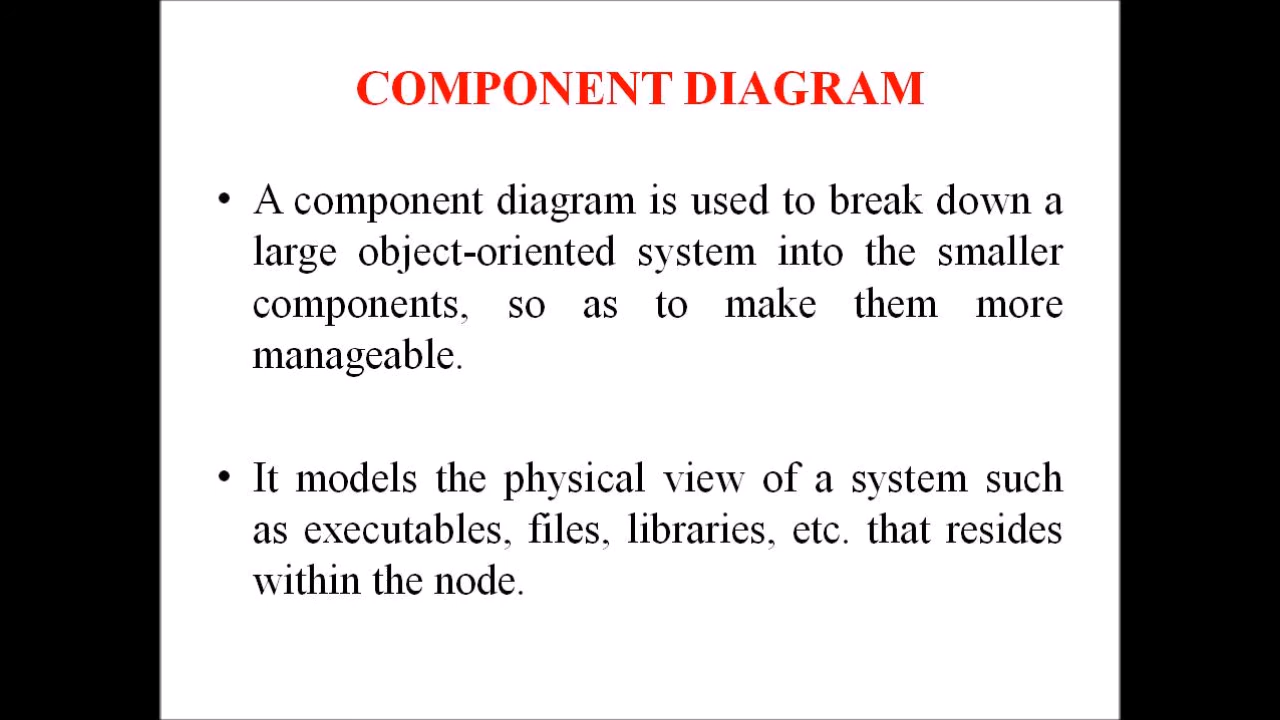 COMPONENT DIAGRAM
• A component diagram is used to break down a
large object-oriented system into the smaller
components, so as to make them more
manageable.
• It models the physical view of a system such
as executables, files, libraries, etc. that resides
within the node.